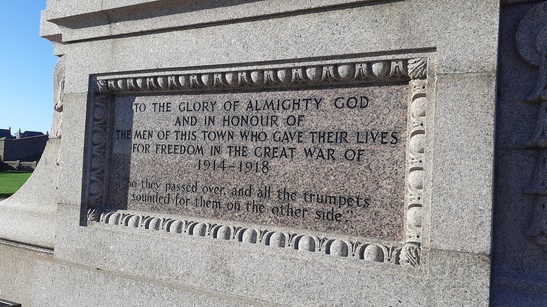 TO THE GLORY OF ALMIGHTY GOD
AND IN HONOUR OF
THE MEN OF THIS TOWN WHO GAVE THEIR LIVES
FOR FREEDOM IN THE GREAT WAR OF
1914-1918
"So they passed over, and all the trumpets
sounded for them on the other side."